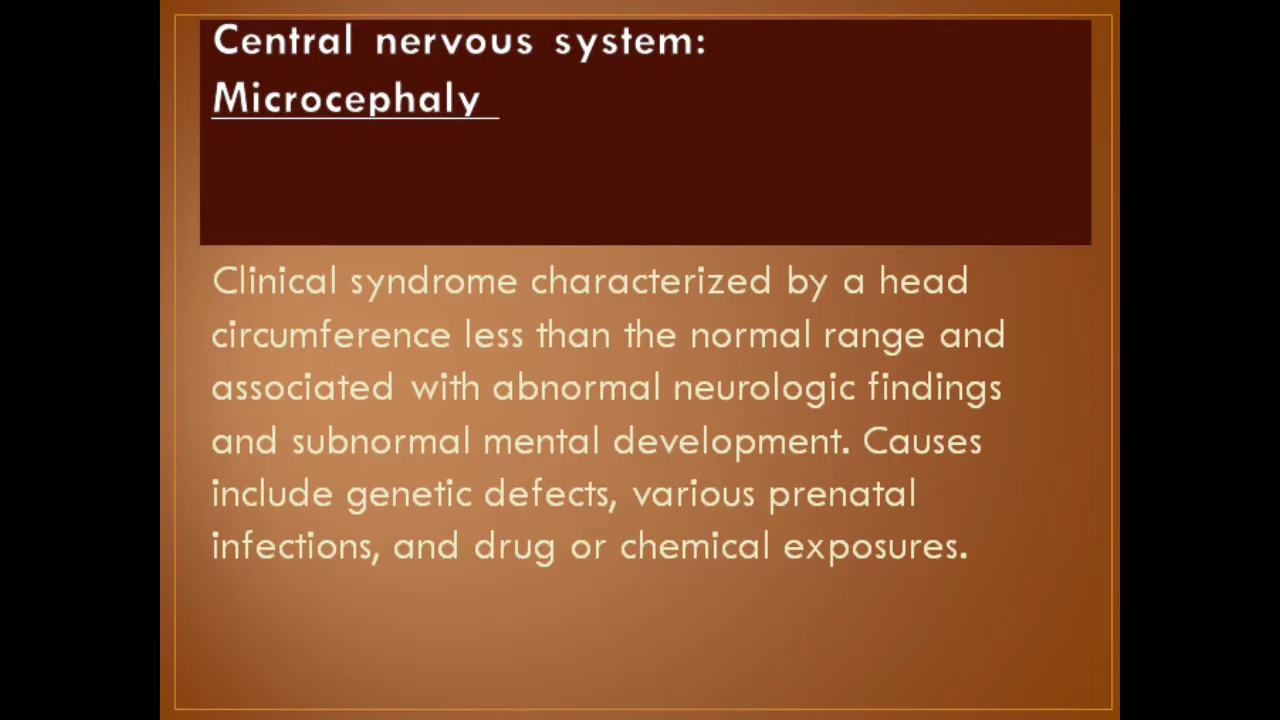 Central nervous system:
Microcephaly
Clinical syndrome characterized by a head
circumference less than the normal range and
associated with abnormal neurologic findings
and subnormal mental development. Causes
include genetic defects, various prenatal
infections, and drug or chemical exposures.